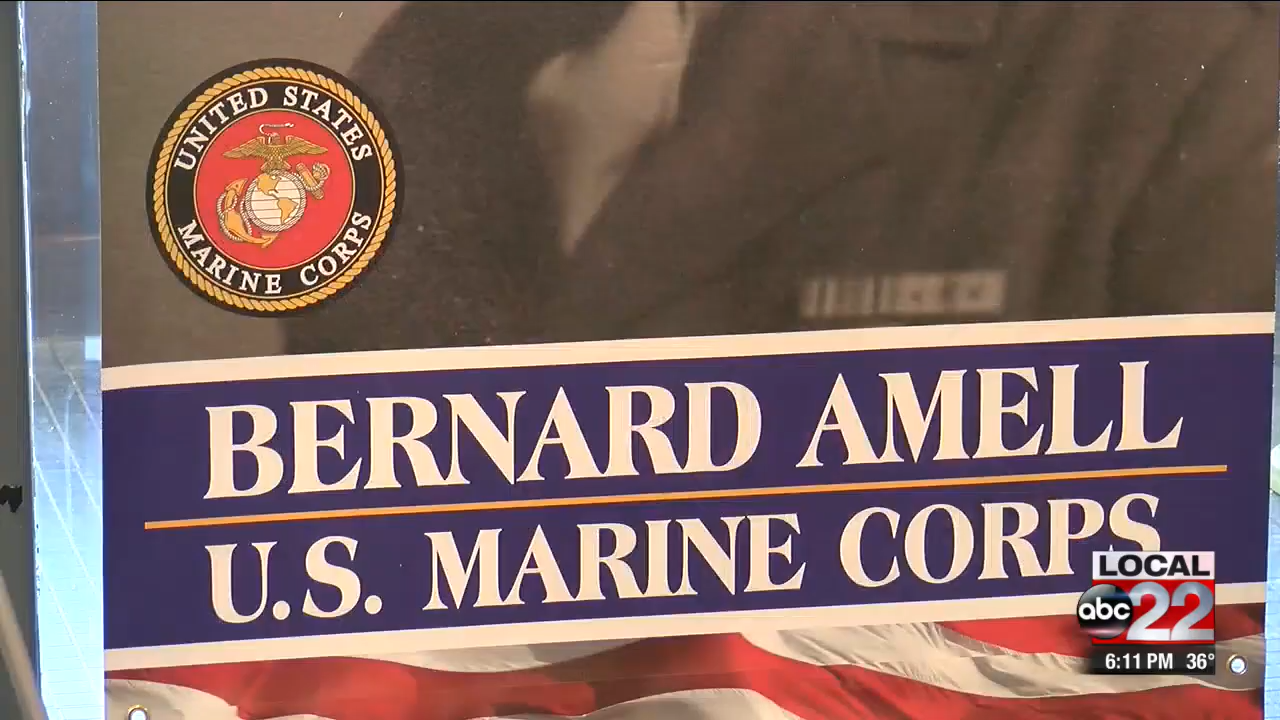 UNITED STATES
MARINE CORPS
BERNARD AMELL
U.S. MARINE CORPS
LOCAL
abc 22
6:11 PM 36°